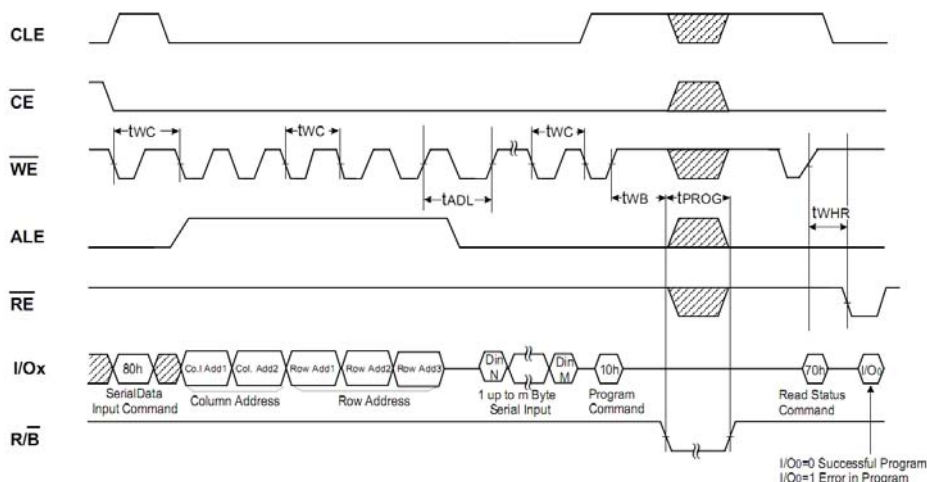 CLE
CE
tWC
tWC
tWC
WE
tADL
tWB
tPROG
tWHR
ALE
RE
I/Ox
80h
Co.l Add1
Col. Add2
Row Add1
Row Add2
Row Add3
Din
N
Din
M
10h
70h
I/O0
SerialData
Input Command
Column Address
Row Address
1 up to m Byte
Serial Input
Program
Command
Read Status
Command
R/B
I/O0=0 Successful Program
I/O0=1 Error in Program